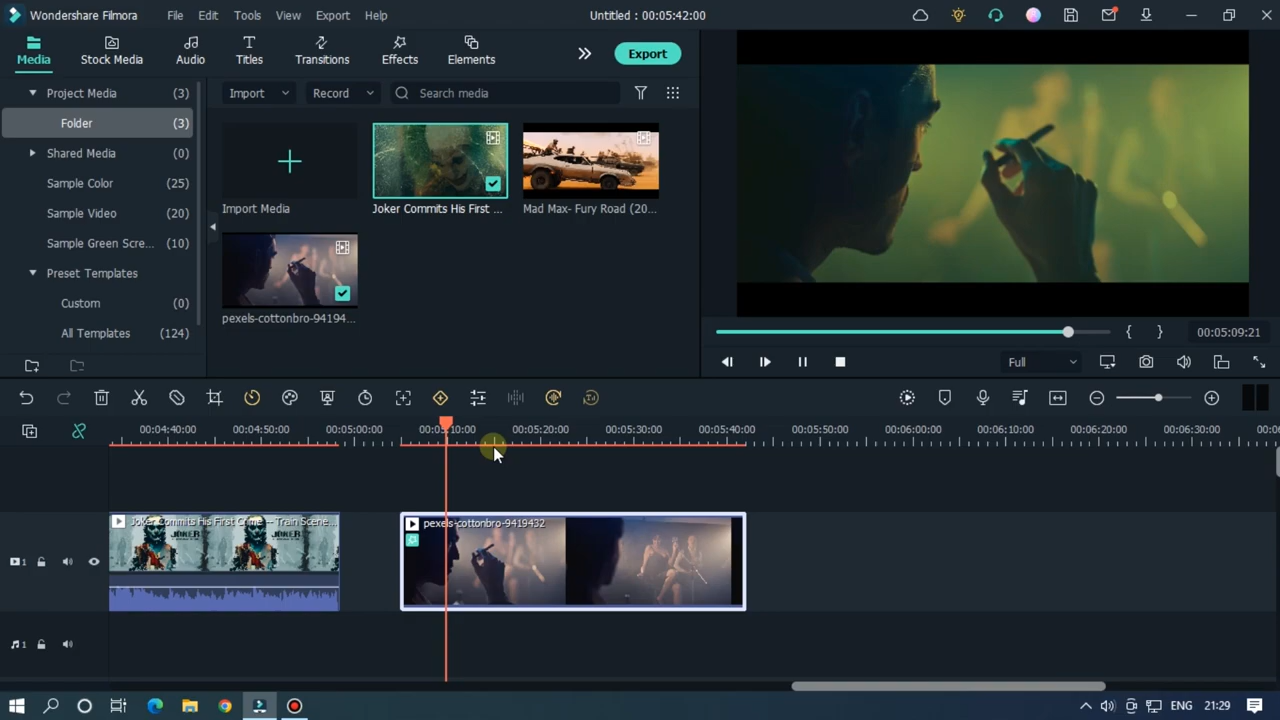 Wondershare Filmora File Edit Tools View Export Help Untitled : 00:05:42:00
Media Stock Media Audio Titles Transitions Effects Elements Export
Project Media (3)
Folder (3)
Shared Media (0)
Sample Color (25)
Sample Video (20)
Sample Green Scre... (10)
Preset Templates
Custom (0)
All Templates (124)
Import Record Search media
Import Media
Joker Commits His First ...
Mad Max- Fury Road (20...
pexels-cottonbro-94194...
{ } 00:05:09:21
Full
00:04:40:00 00:04:50:00 00:05:00:00 00:05:10:00 00:05:20:00 00:05:30:00 00:05:40:00 00:05:50:00 00:06:00:00 00:06:10:00 00:06:20:00 00:06:30:00 00:06
Joker Commits His First Crime -- Train Scene...
JOKER JOKER
pexels-cottonbro-9419432
1
1
ENG 21:29